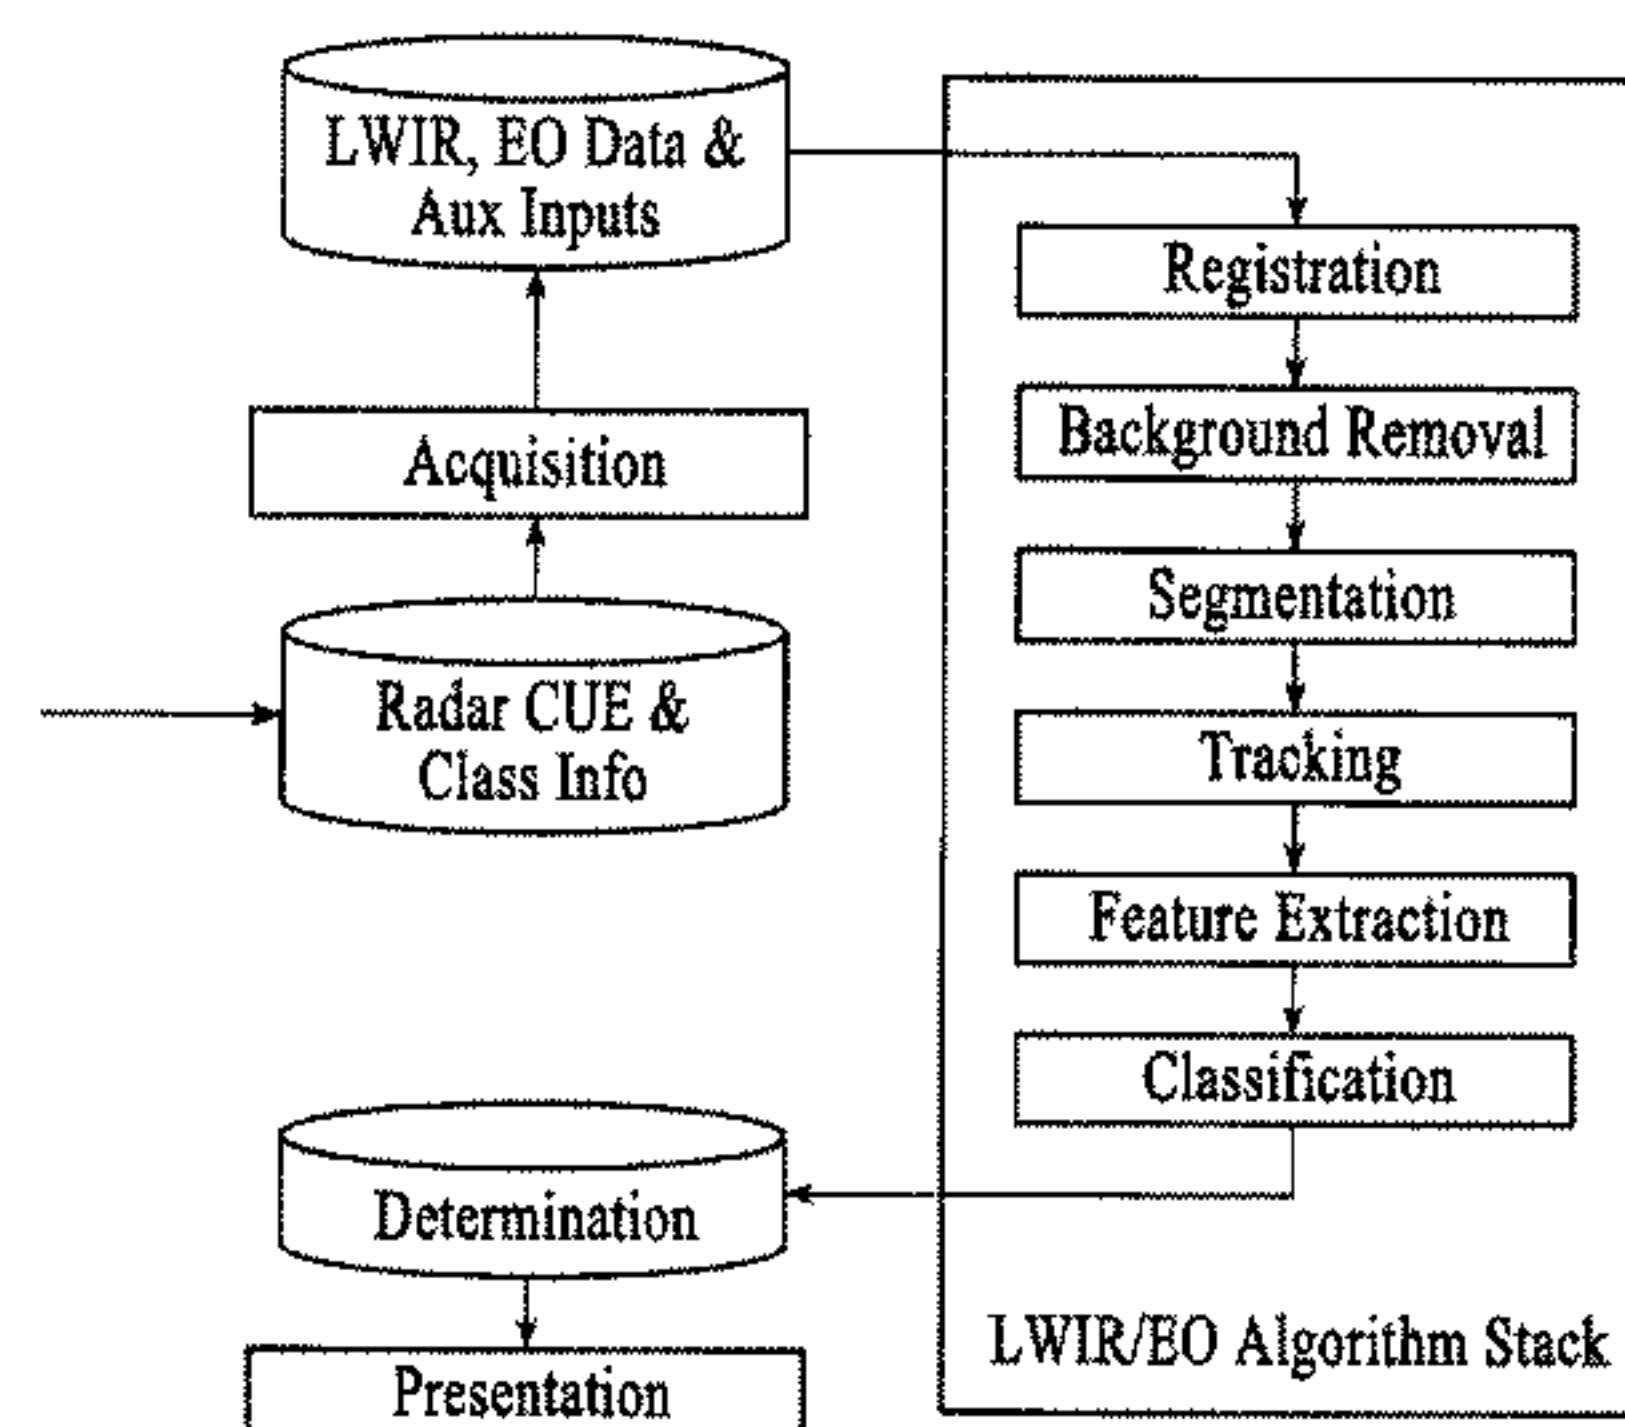 LWIR, EO Data &
Aux Inputs
Acquisition
Radar CUE &
Class Info
Determination
Presentation
Registration
Background Removal
Segmentation
Tracking
Feature Extraction
Classification
LWIR/EO Algorithm Stack